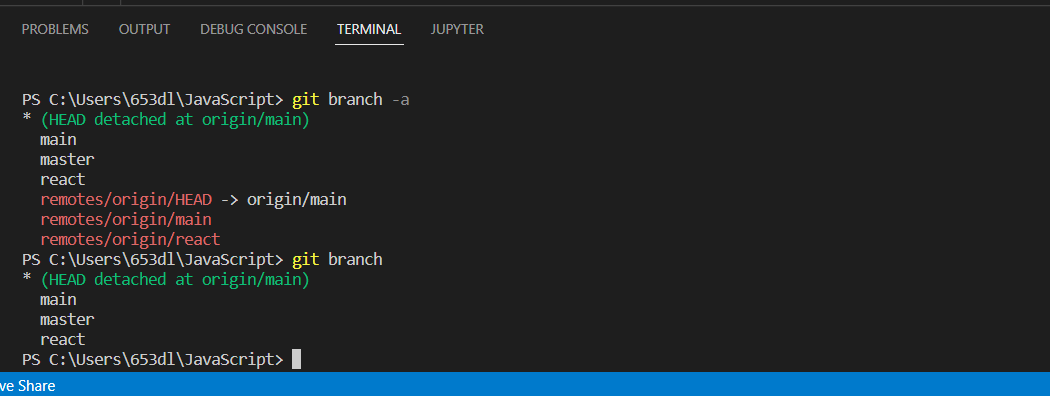 PROBLEMS OUTPUT DEBUG CONSOLE TERMINAL JUPYTER
PS C:\Users\653dl\JavaScript> git branch -a
* (HEAD detached at origin/main)
  main
  master
  react
  remotes/origin/HEAD -> origin/main
  remotes/origin/main
  remotes/origin/react
PS C:\Users\653dl\JavaScript> git branch
* (HEAD detached at origin/main)
  main
  master
  react
PS C:\Users\653dl\JavaScript>
ve Share